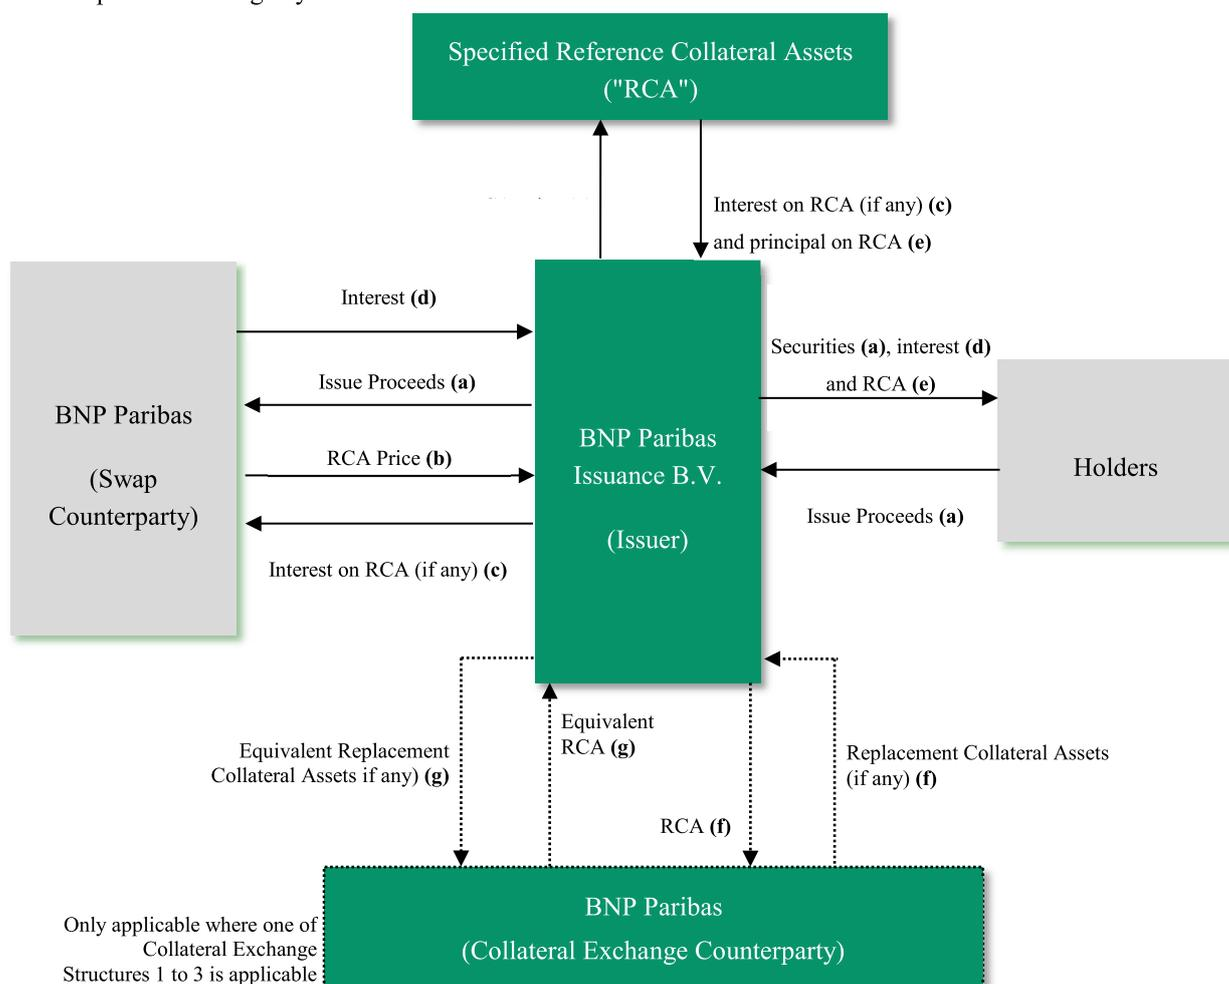 Specified Reference Collateral Assets
("RCA")
Interest on RCA (if any) (c)
and principal on RCA (e)
Interest (d)
Securities (a), interest (d)
and RCA (e)
Issue Proceeds (a)
BNP Paribas
(Swap
Counterparty)
RCA Price (b)
BNP Paribas
Issuance B.V.
(Issuer)
Holders
Issue Proceeds (a)
Interest on RCA (if any) (c)
Equivalent
RCA (g)
Equivalent Replacement
Collateral Assets if any) (g)
Replacement Collateral Assets
(if any) (f)
RCA (f)
BNP Paribas
(Collateral Exchange Counterparty)
Only applicable where one of
Collateral Exchange
Structures 1 to 3 is applicable